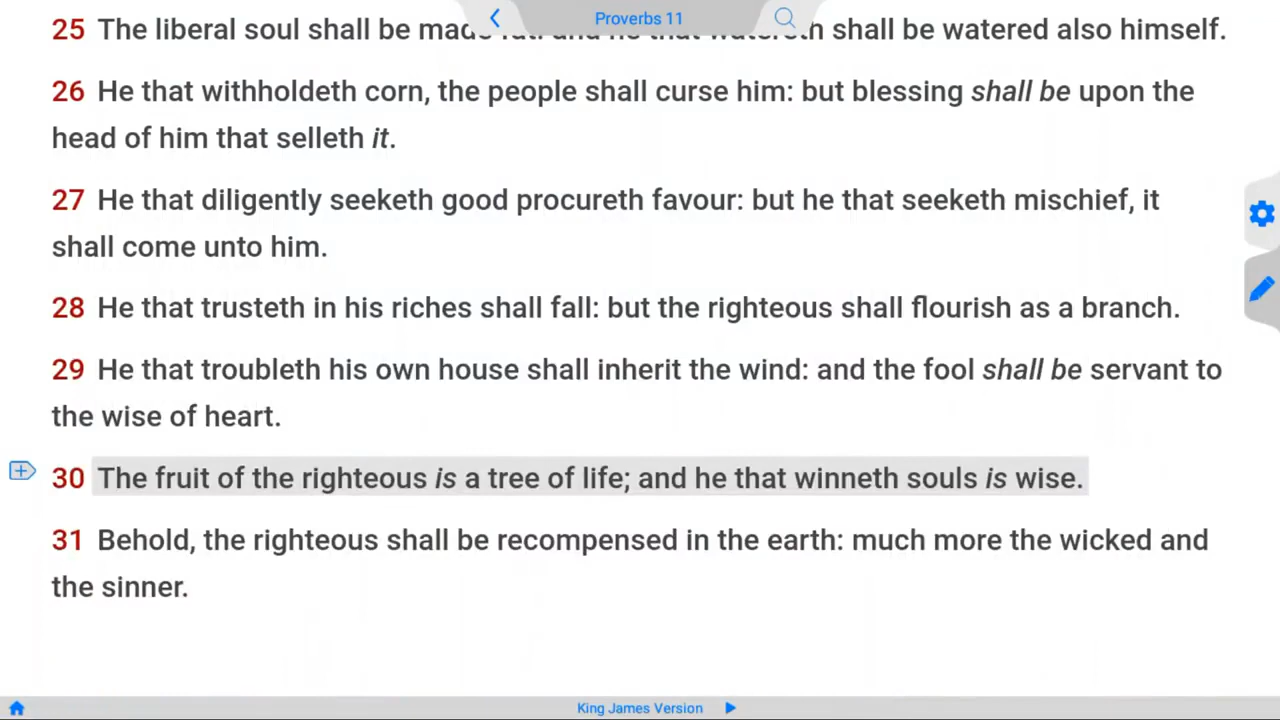 Proverbs 11
25 The liberal soul shall be made shall be watered also himself.
26 He that withholdeth corn, the people shall curse him: but blessing shall be upon the
head of him that selleth it.
27 He that diligently seeketh good procureth favour: but he that seeketh mischief, it
shall come unto him.
28 He that trusteth in his riches shall fall: but the righteous shall flourish as a branch.
29 He that troubleth his own house shall inherit the wind: and the fool shall be servant to
the wise of heart.
30 The fruit of the righteous is a tree of life; and he that winneth souls is wise.
31 Behold, the righteous shall be recompensed in the earth: much more the wicked and
the sinner.
King James Version